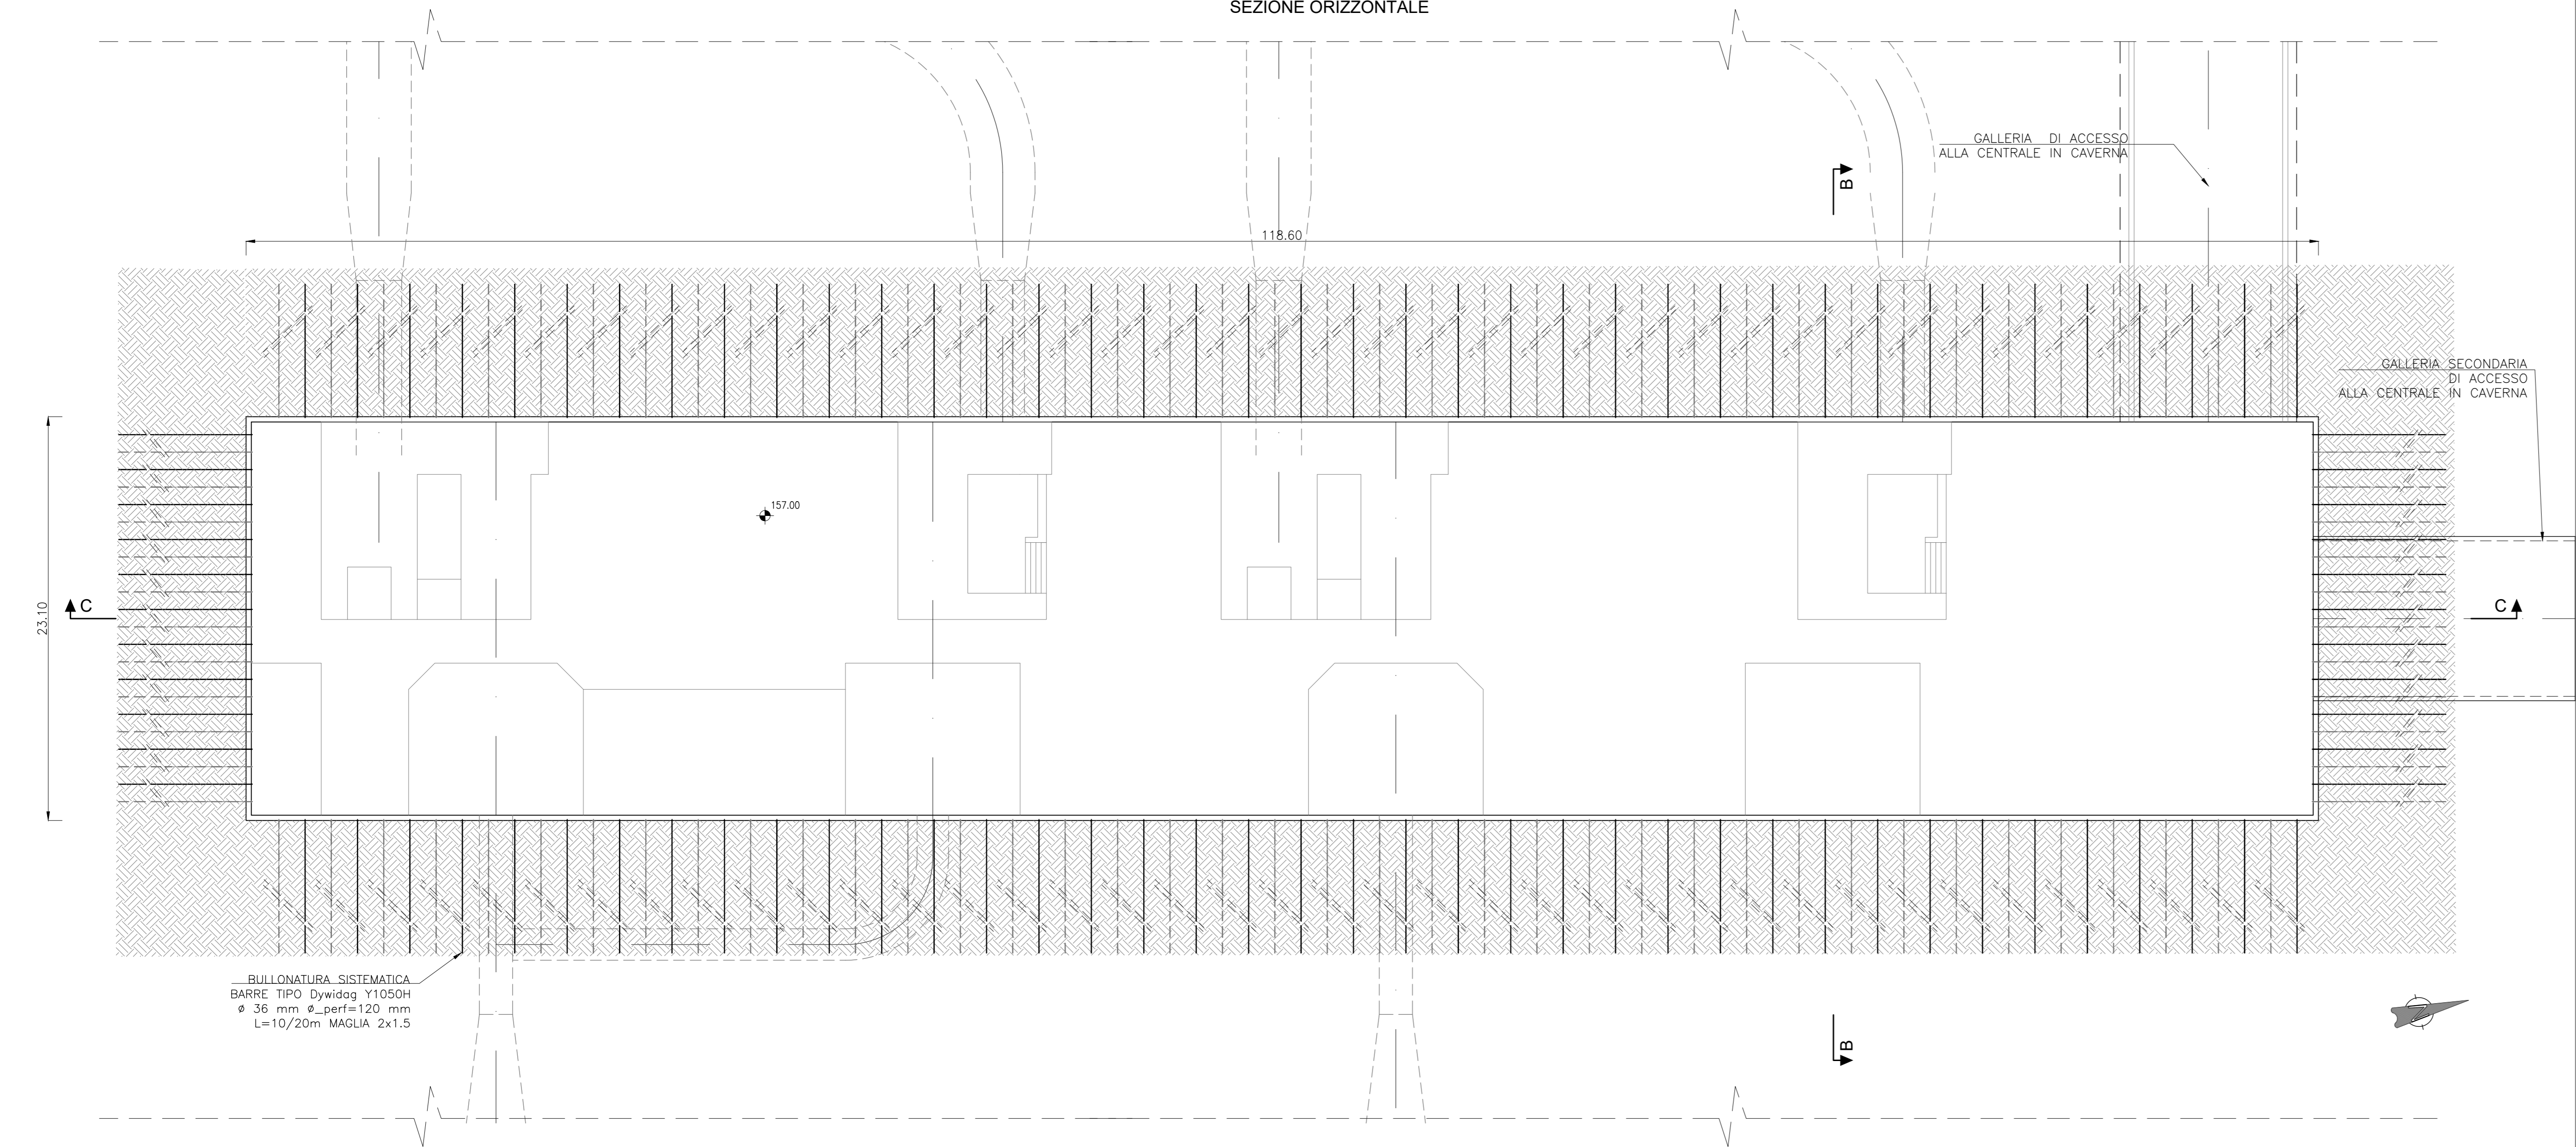 SEZIONE ORIZZONTALE
GALLERIA DI ACCESSO
ALLA CENTRALE IN CAVERNA
B
118.60
GALLERIA SECONDARIA
DI ACCESSO
ALLA CENTRALE IN CAVERNA
157.00
23.10
C
C
BULLONATURA SISTEMATICA
BARRE TIPO Dywidag Y1050H
ø 36 mm ø_perf=120 mm
L=10/20m MAGLIA 2x1.5
B